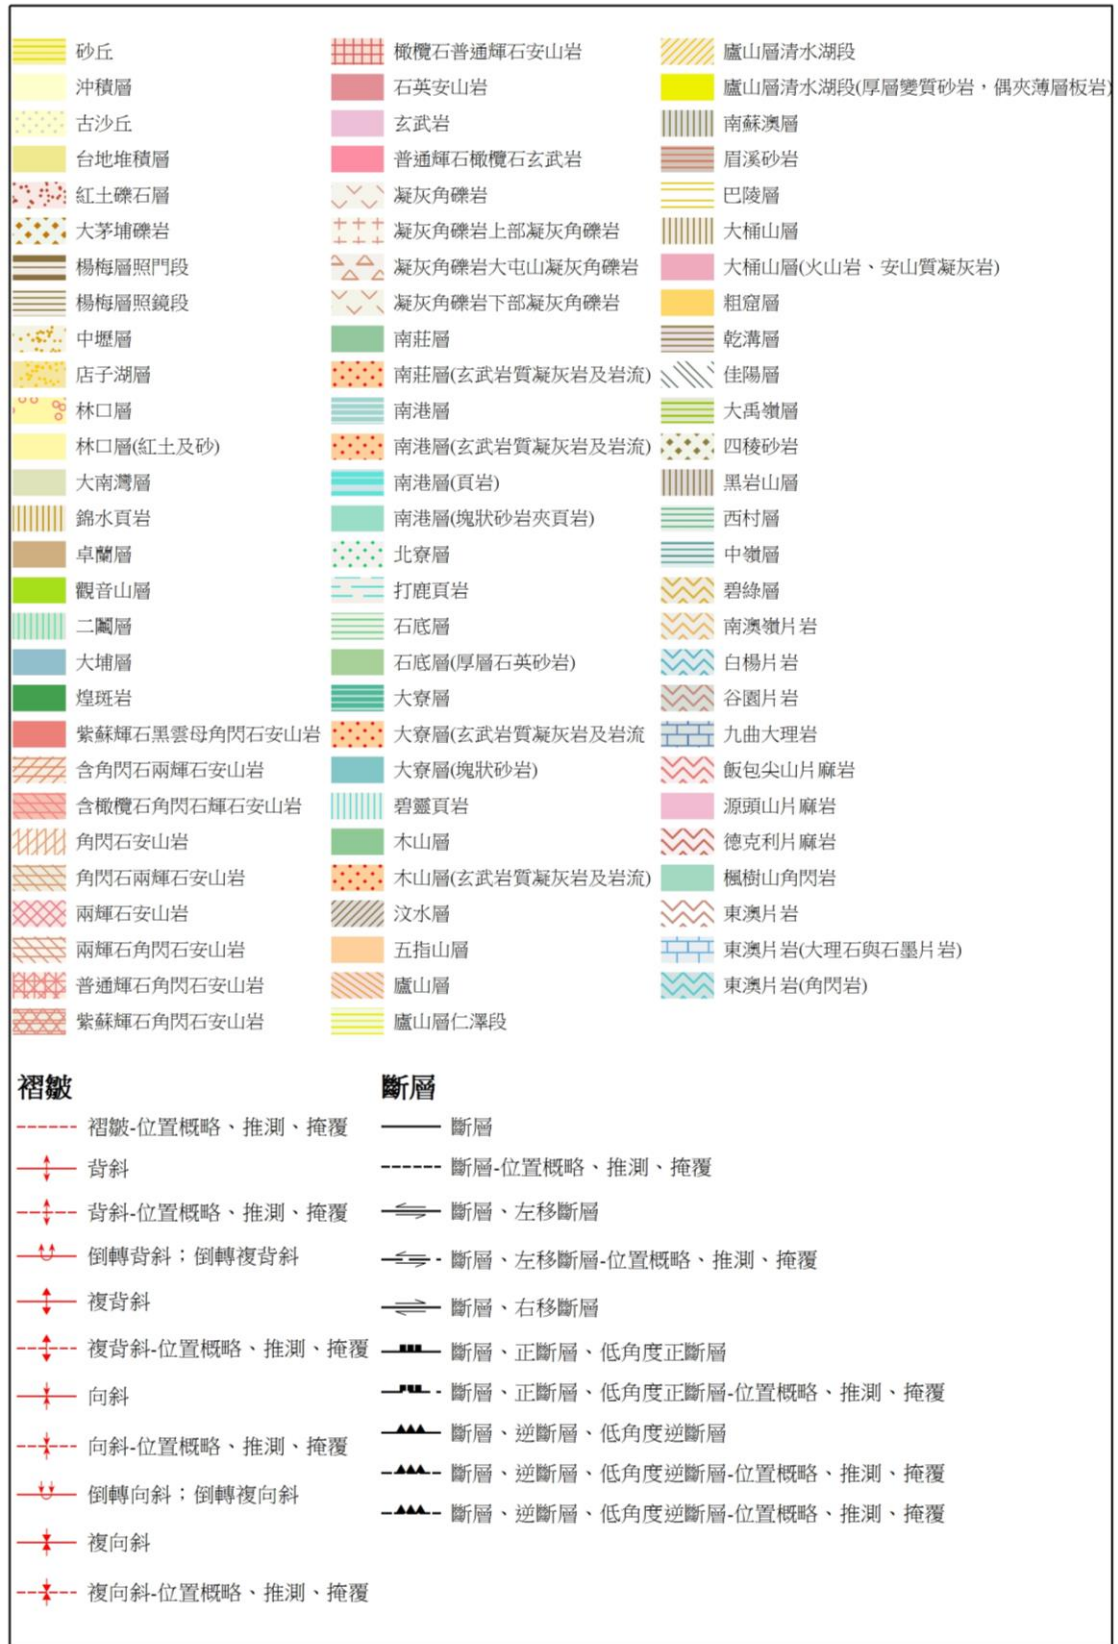 砂丘
沖積層
古沙丘
台地堆積層
紅土礫石層
大茅埔礫岩
楊梅層照門段
楊梅層照鏡段
中壢層
店子湖層
林口層
林口層(紅土及砂)
大南灣層
錦水頁岩
卓蘭層
觀音山層
二鬮層
大埔層
煌斑岩
紫蘇輝石黑雲母角閃石安山岩
含角閃石兩輝石安山岩
含橄欖石角閃石輝石安山岩
角閃石安山岩
角閃石兩輝石安山岩
兩輝石安山岩
兩輝石角閃石安山岩
普通輝石角閃石安山岩
紫蘇輝石角閃石安山岩
橄欖石普通輝石安山岩
石英安山岩
玄武岩
普通輝石橄欖石玄武岩
凝灰角礫岩
凝灰角礫岩上部凝灰角礫岩
凝灰角礫岩大屯山凝灰角礫岩
凝灰角礫岩下部凝灰角礫岩
南莊層
南莊層(玄武岩質凝灰岩及岩流)
南港層
南港層(玄武岩質凝灰岩及岩流)
南港層(頁岩)
南港層(塊狀砂岩夾頁岩)
北寮層
打鹿頁岩
石底層
石底層(厚層石英砂岩)
大寮層
大寮層(玄武岩質凝灰岩及岩流
大寮層(塊狀砂岩)
碧靈頁岩
木山層
木山層(玄武岩質凝灰岩及岩流)
汶水層
五指山層
廬山層
廬山層仁澤段
廬山層清水湖段
廬山層清水湖段(厚層變質砂岩，偶夾薄層板岩)
南蘇澳層
眉溪砂岩
巴陵層
大桶山層
大桶山層(火山岩、安山質凝灰岩)
粗窟層
乾溝層
佳陽層
大禹嶺層
四稜砂岩
黑岩山層
西村層
中嶺層
碧綠層
南澳嶺片岩
白楊片岩
谷園片岩
九曲大理岩
飯包尖山片麻岩
源頭山片麻岩
德克利片麻岩
楓樹山角閃岩
東澳片岩
東澳片岩(大理石與石墨片岩)
東澳片岩(角閃岩)
褶皺
褶皺-位置概略、推測、掩覆
背斜
背斜-位置概略、推測、掩覆
倒轉背斜；倒轉複背斜
複背斜
複背斜-位置概略、推測、掩覆
向斜
向斜-位置概略、推測、掩覆
倒轉向斜；倒轉複向斜
複向斜
複向斜-位置概略、推測、掩覆
斷層
斷層
斷層-位置概略、推測、掩覆
斷層、左移斷層
斷層、左移斷層-位置概略、推測、掩覆
斷層、右移斷層
斷層、正斷層、低角度正斷層
斷層、正斷層、低角度正斷層-位置概略、推測、掩覆
斷層、逆斷層、低角度逆斷層
斷層、逆斷層、低角度逆斷層-位置概略、推測、掩覆
斷層、逆斷層、低角度逆斷層-位置概略、推測、掩覆